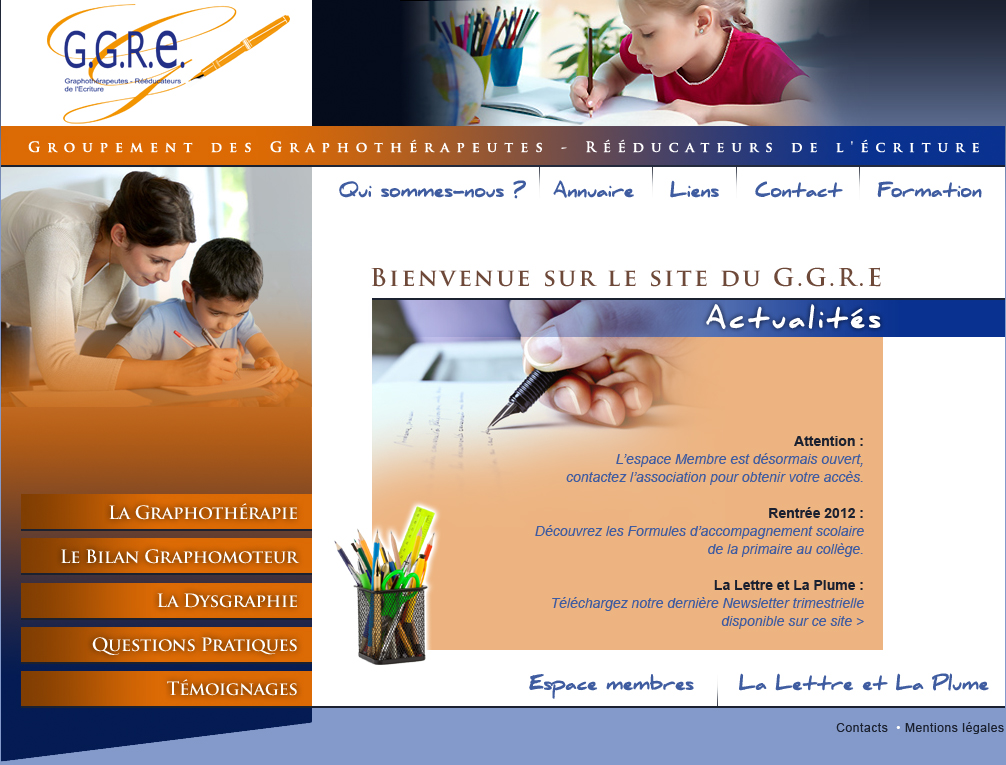 G.G.R.e.
Graphothérapeutes - Rééducateurs
de l'Ecriture
Groupement des Graphothérapeutes - Rééducateurs de l'écriture
Qui sommes-nous ?
Annuaire
Liens
Contact
Formation
Bienvenue sur le site du G.G.R.E
Actualités
Attention :
L'espace Membre est désormais ouvert,
contactez l'association pour obtenir votre accès.
Rentrée 2012 :
Découvrez les Formules d'accompagnement scolaire
de la primaire au collège.
La Lettre et La Plume :
Téléchargez notre dernière Newsletter trimestrielle
disponible sur ce site >
La Graphothérapie
Le Bilan Graphomoteur
La Dysgraphie
Questions Pratiques
Témoignages
Espace membres
La Lettre et La Plume
Contacts • Mentions légales